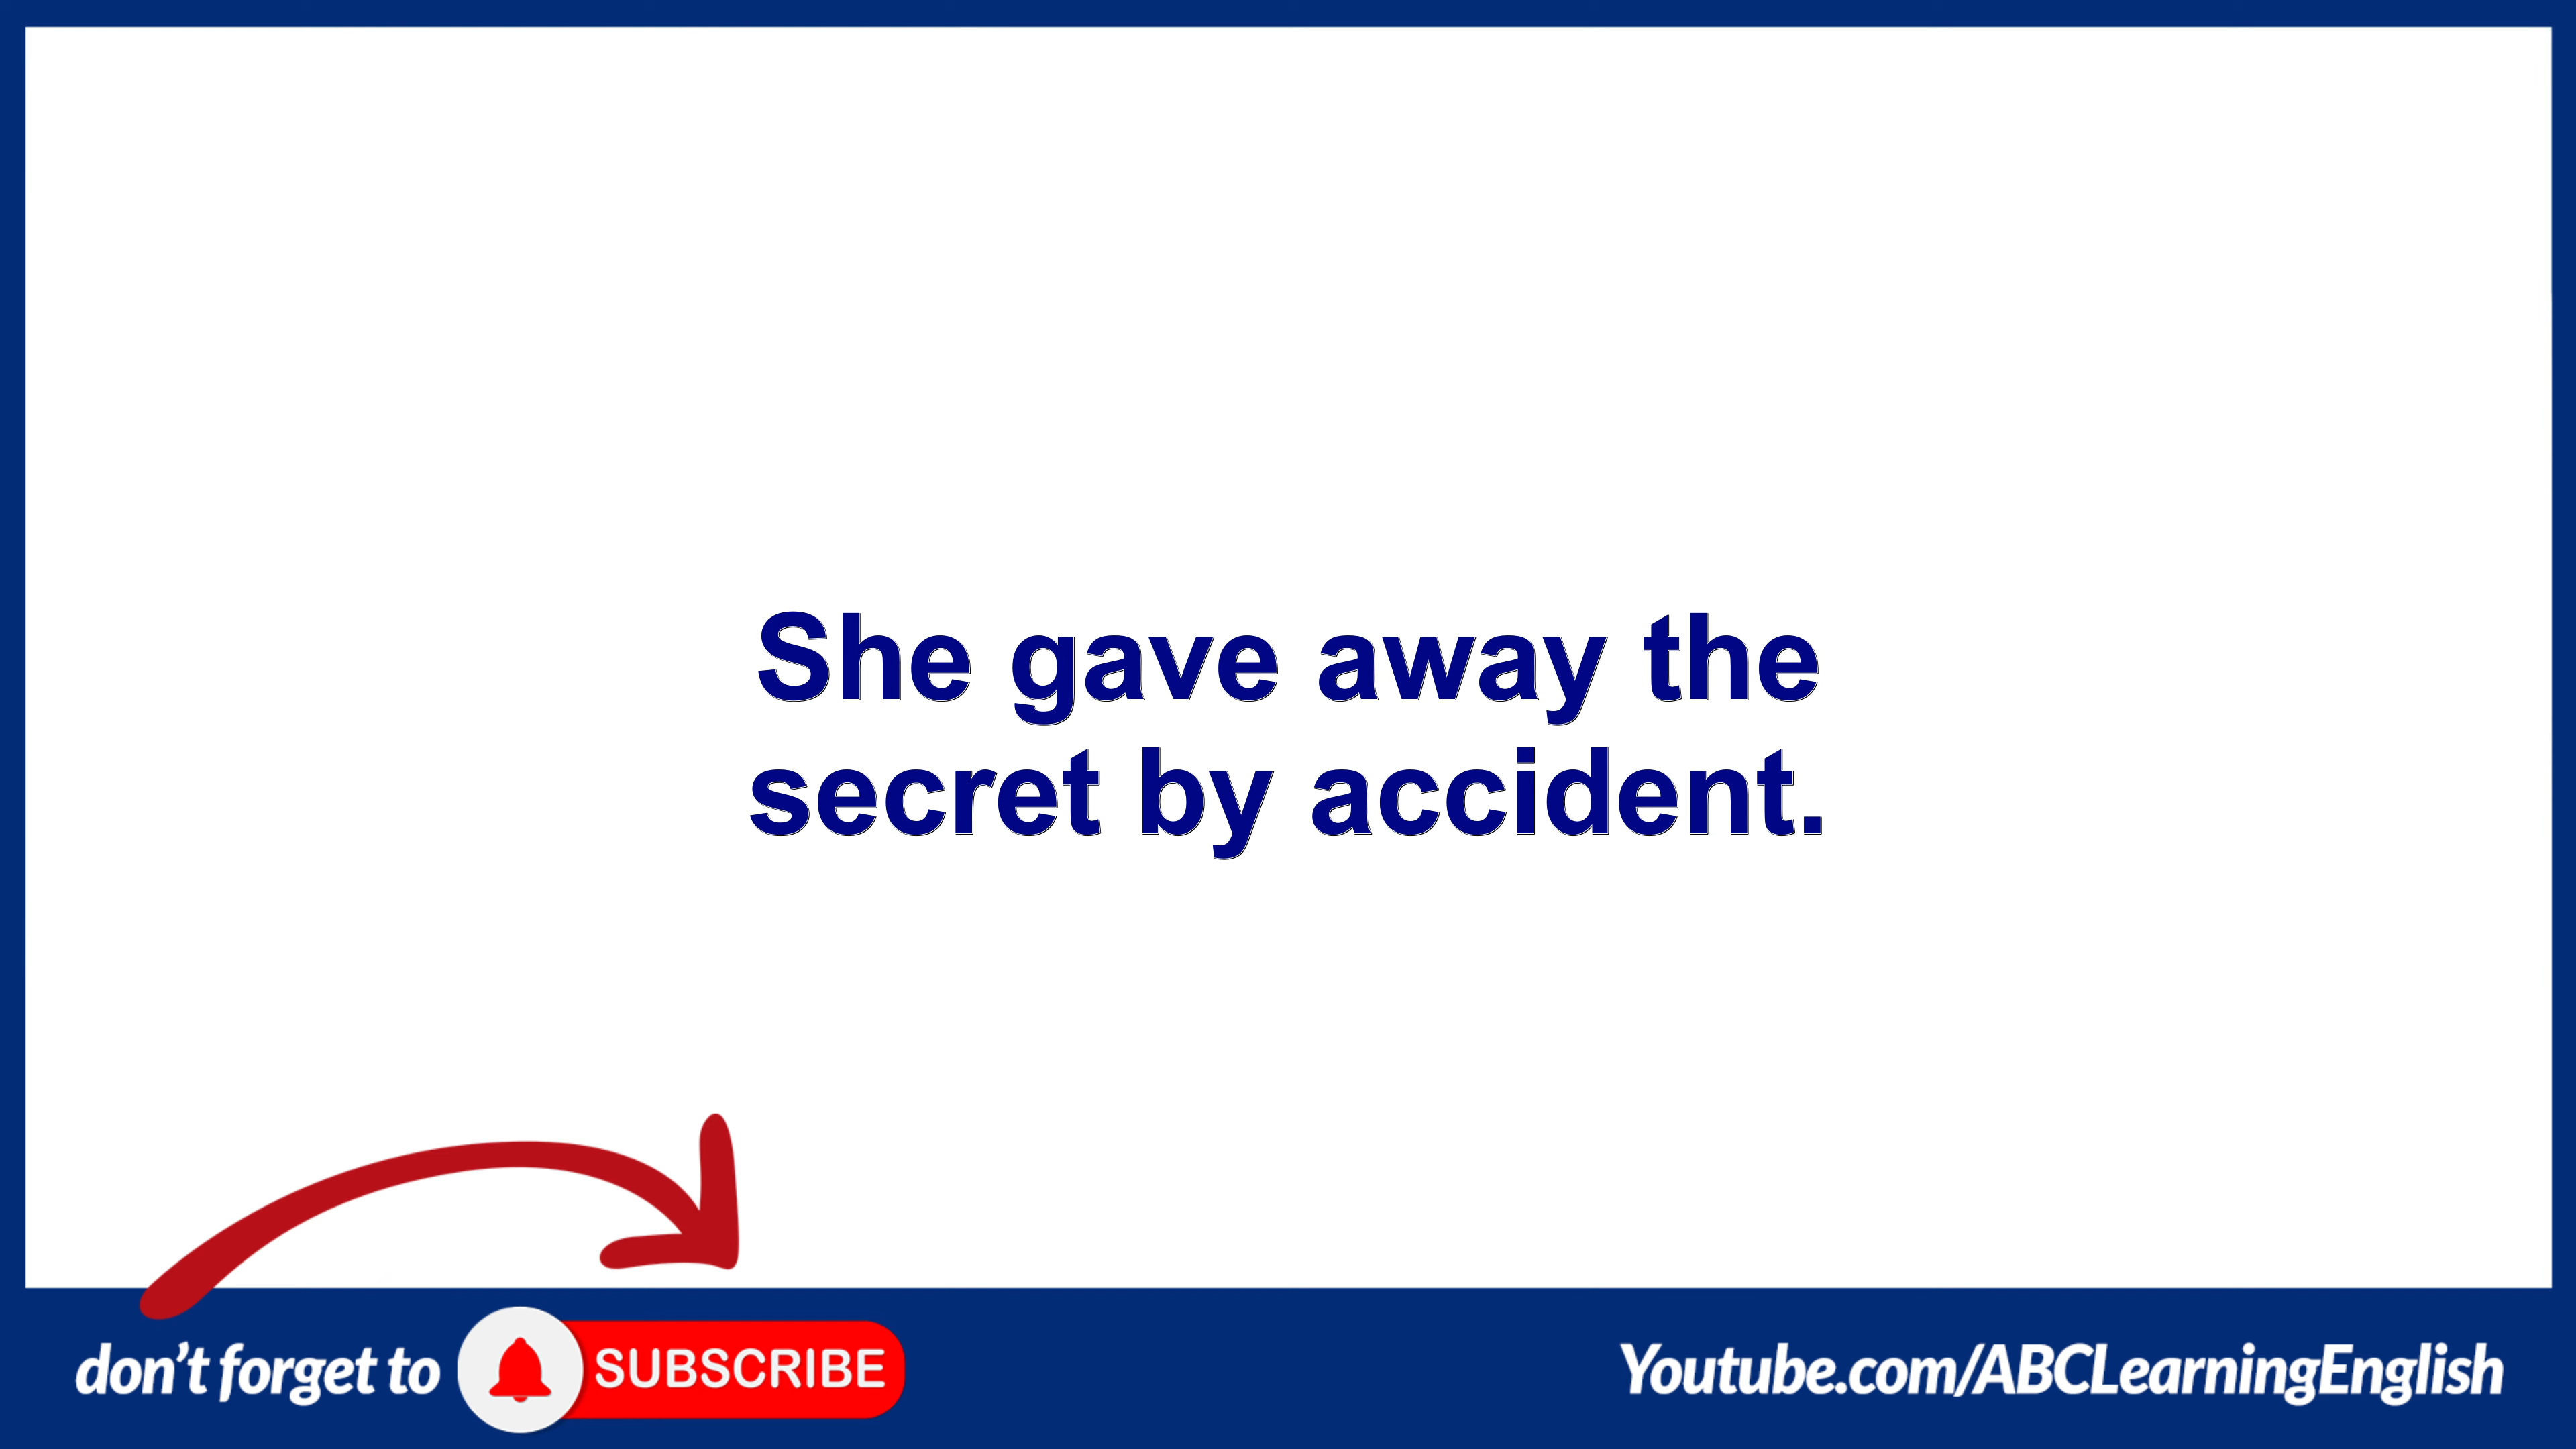 She gave away the
secret by accident.
don't forget to SUBSCRIBE
Youtube.com/ABCLearningEnglish